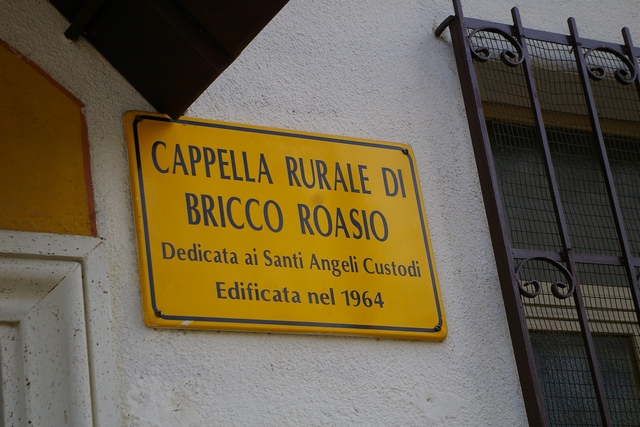 CAPPELLA RURALE DI
BRICCO ROASIO
Dedicata ai Santi Angeli Custodi
Edificata nel 1964